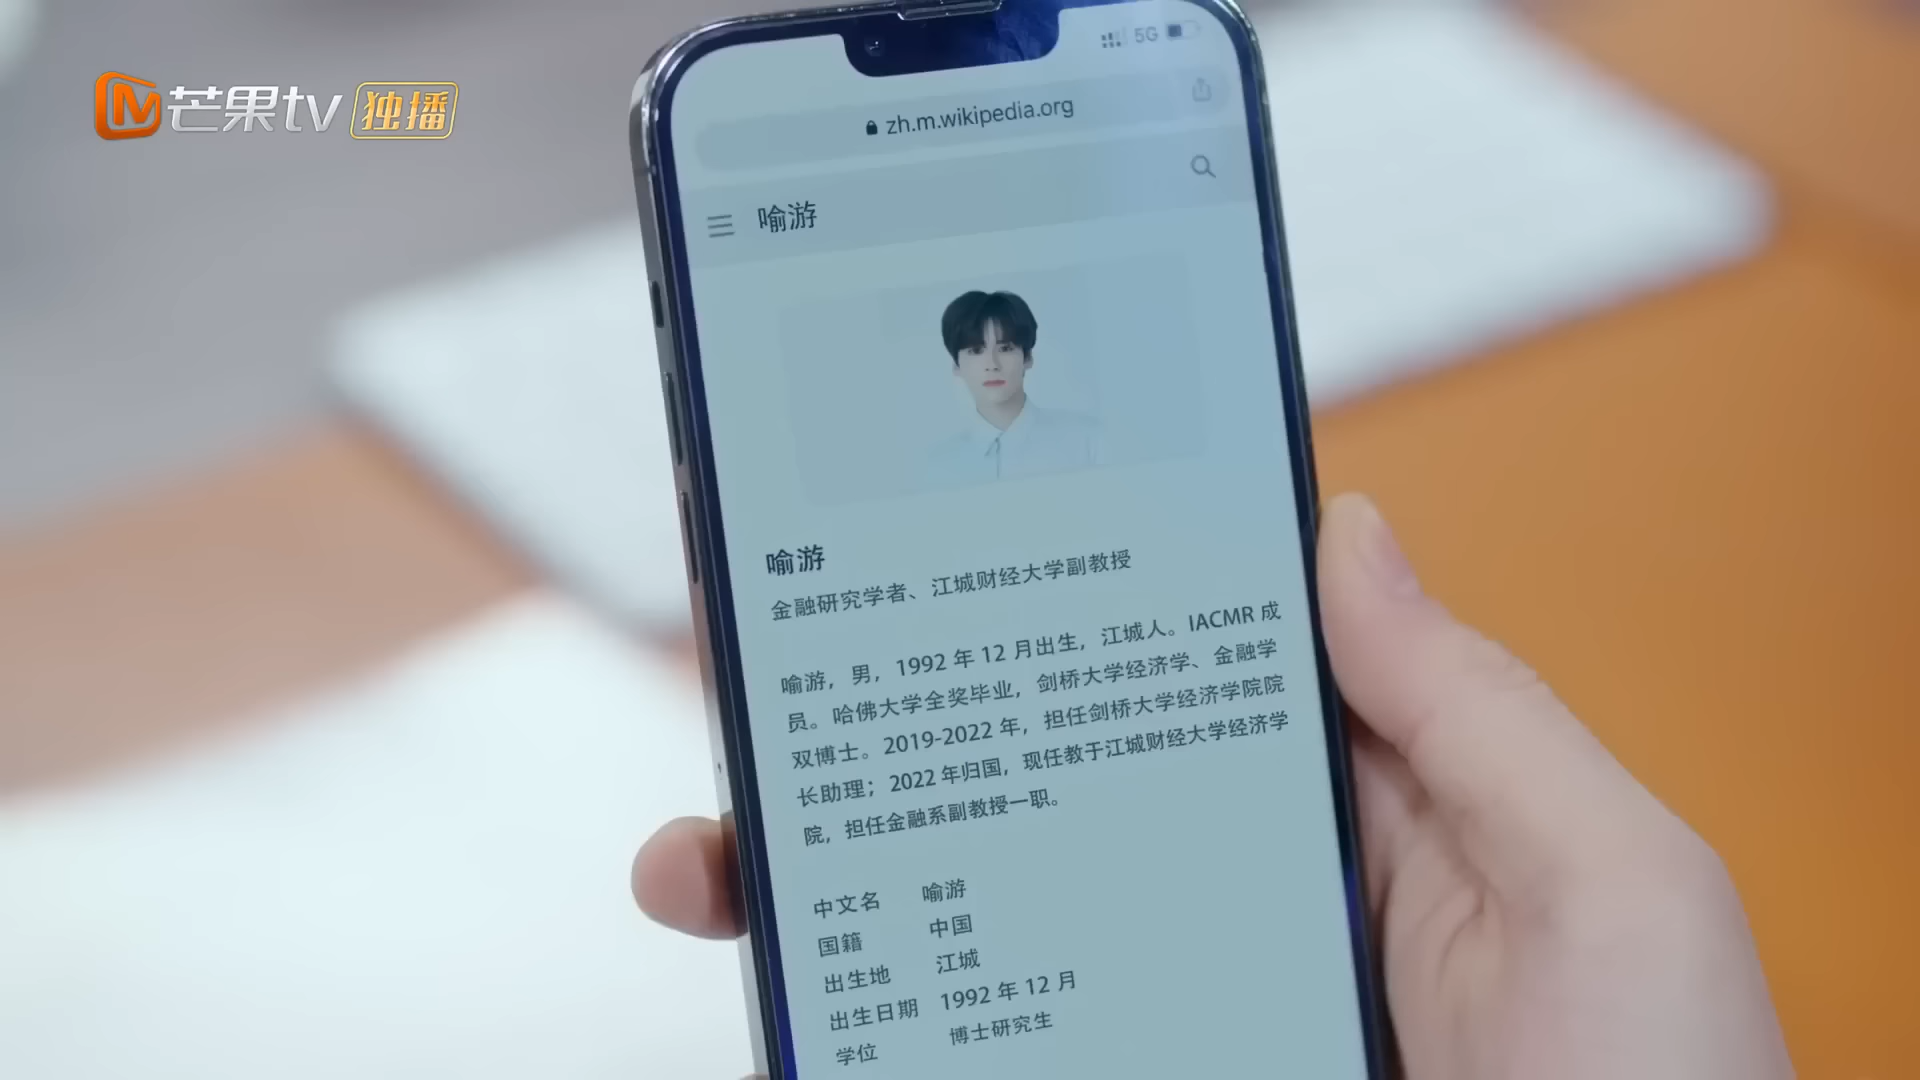 芒果tv 独播
5G
zh.m.wikipedia.org
喻游
喻游
金融研究学者、江城财经大学副教授
喻游，男，1992 年 12 月出生，江城人。IACMR 成
员。哈佛大学全奖毕业，剑桥大学经济学、金融学
双博士。2019-2022 年，担任剑桥大学经济学院院
长助理；2022 年归国，现任教于江城财经大学经济学
院，担任金融系副教授一职。
中文名 喻游
国籍 中国
出生地 江城
出生日期 1992 年 12 月
学位 博士研究生